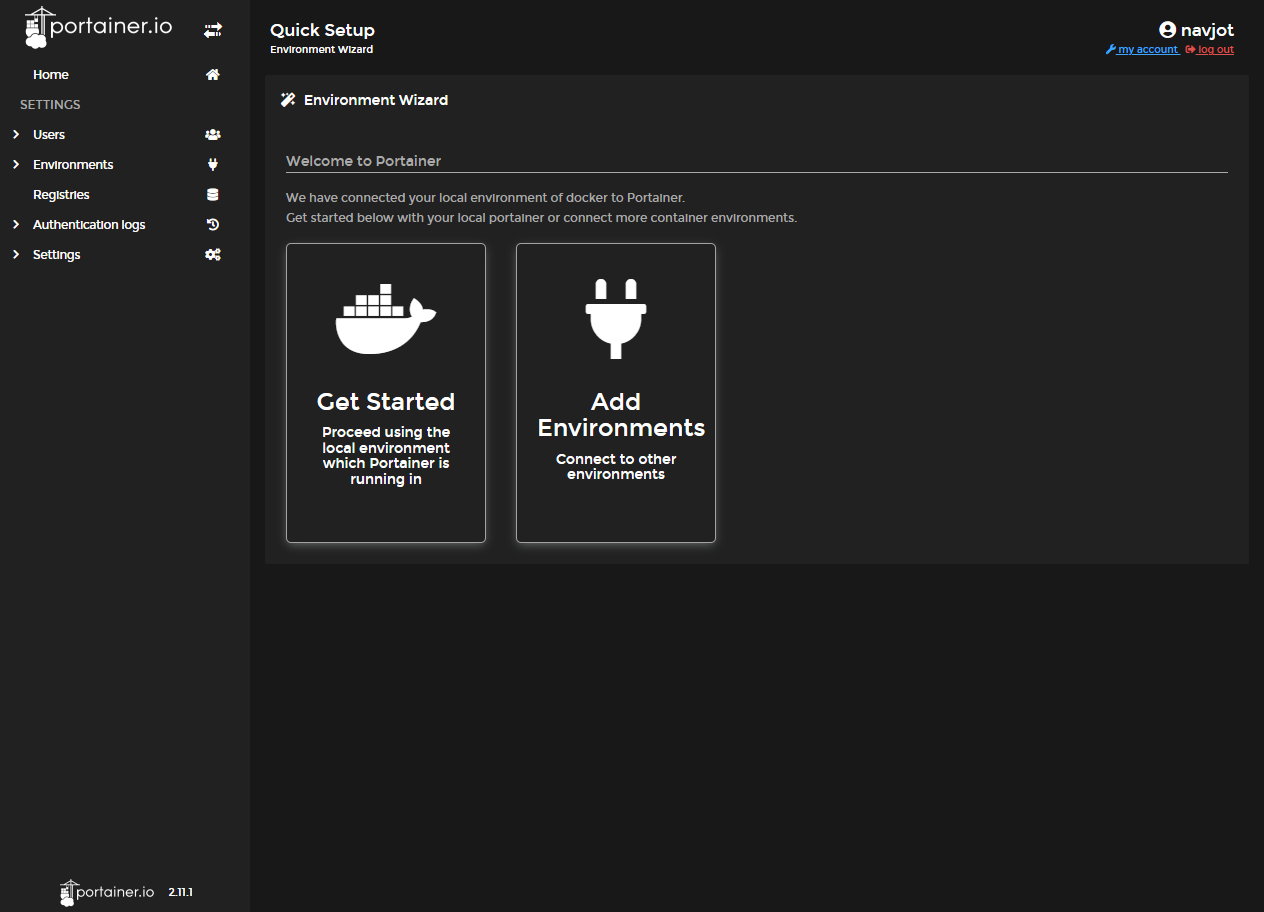 portainer.io
Home
SETTINGS
Users
Environments
Registries
Authentication logs
Settings
portainer.io 2.11.1
Quick Setup
Environment Wizard
navjot
my account log out
Environment Wizard
Welcome to Portainer
We have connected your local environment of docker to Portainer.
Get started below with your local portainer or connect more container environments.
Get Started
Proceed using the
local environment
which Portainer is
running in
Add
Environments
Connect to other
environments